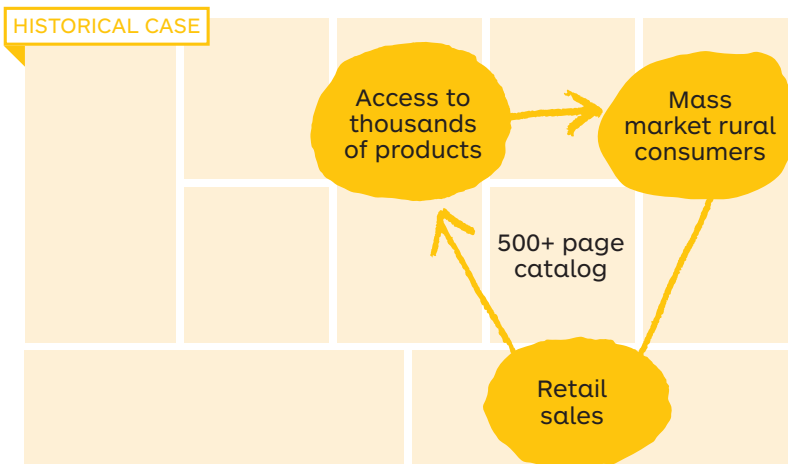 HISTORICAL CASE
Access to
thousands
of products
Mass
market rural
consumers
500+ page
catalog
Retail
sales